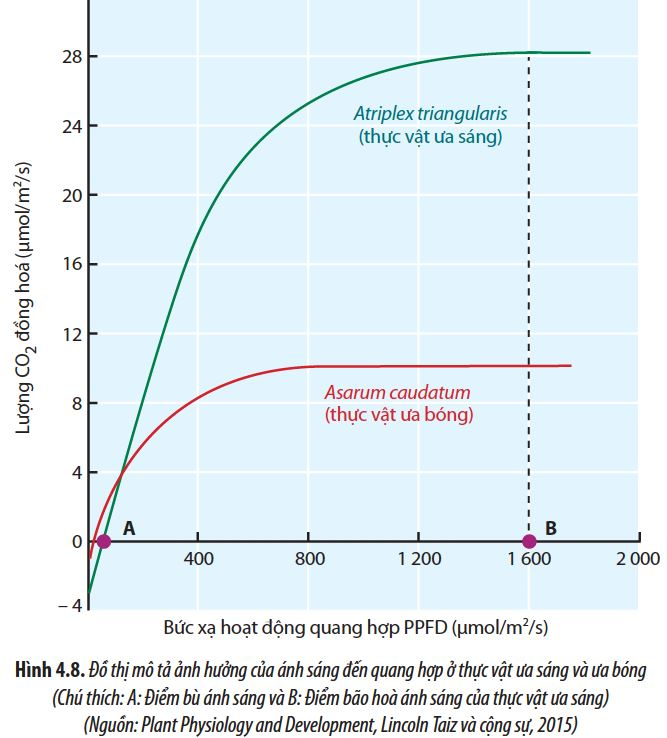 Lượng CO2 đồng hoá (µmol/m2/s)
28
24
20
16
12
8
4
0
– 4
Atriplex triangularis
(thực vật ưa sáng)
Asarum caudatum
(thực vật ưa bóng)
A
B
400
800
1 200
1 600
2 000
Bức xạ hoạt động quang hợp PPFD (µmol/m2/s)
Hình 4.8. Đồ thị mô tả ảnh hưởng của ánh sáng đến quang hợp ở thực vật ưa sáng và ưa bóng
(Chú thích: A: Điểm bù ánh sáng và B: Điểm bão hoà ánh sáng của thực vật ưa sáng)
(Nguồn: Plant Physiology and Development, Lincoln Taiz và cộng sự, 2015)